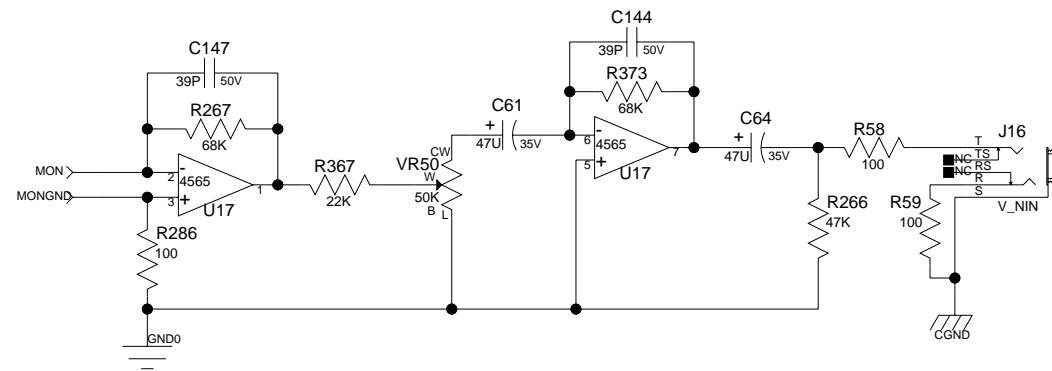 C147
39P
50V
R267
68K
MON
2
-
4565
1
MONGND
3
+
U17
R286
100
GND0
R367
22K
CW
VR50
W
50K
B
L
C61
+
47U
35V
C144
39P
50V
R373
68K
6
-
4565
7
5
+
U17
C64
+
47U
35V
R58
100
R266
47K
J16
T
TS
NC
RS
NC
R
S
V_NIN
R59
100
CGND